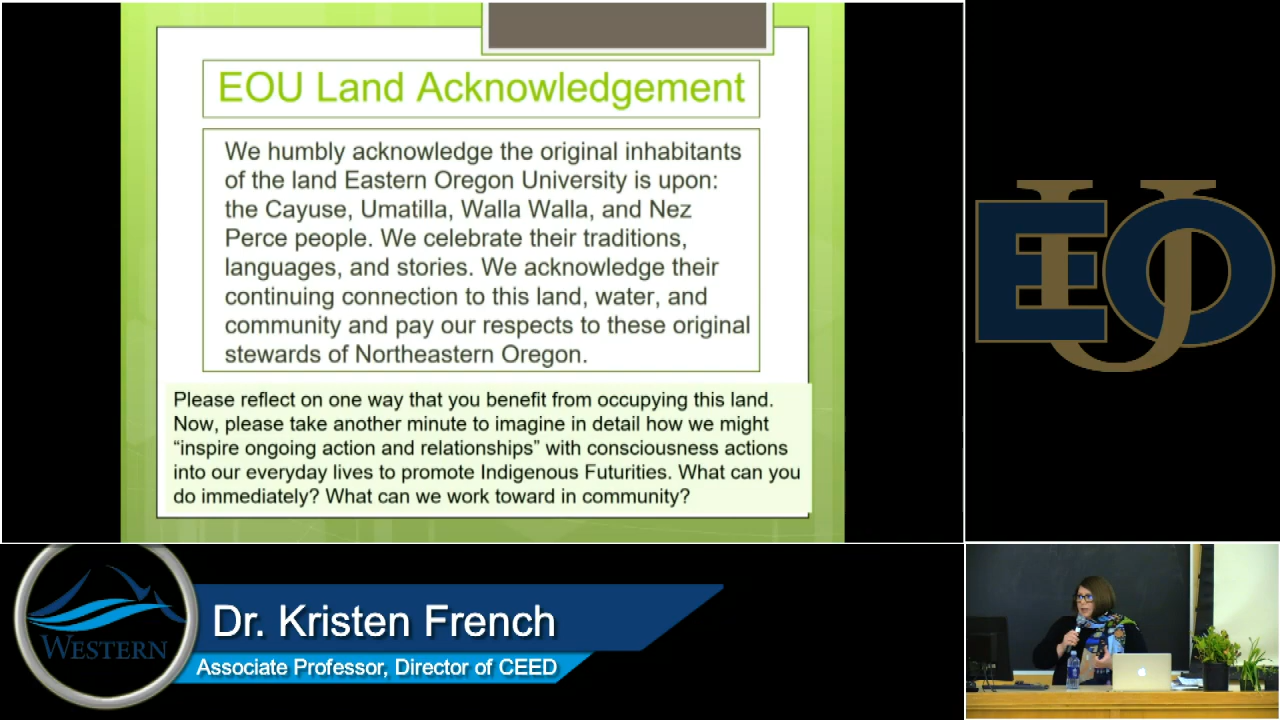 EOU Land Acknowledgement
We humbly acknowledge the original inhabitants
of the land Eastern Oregon University is upon:
the Cayuse, Umatilla, Walla Walla, and Nez
Perce people. We celebrate their traditions,
languages, and stories. We acknowledge their
continuing connection to this land, water, and
community and pay our respects to these original
stewards of Northeastern Oregon.
Please reflect on one way that you benefit from occupying this land.
Now, please take another minute to imagine in detail how we might
“inspire ongoing action and relationships” with consciousness actions
into our everyday lives to promote Indigenous Futurities. What can you
do immediately? What can we work toward in community?
EOU
WESTERN
Dr. Kristen French
Associate Professor, Director of CEED